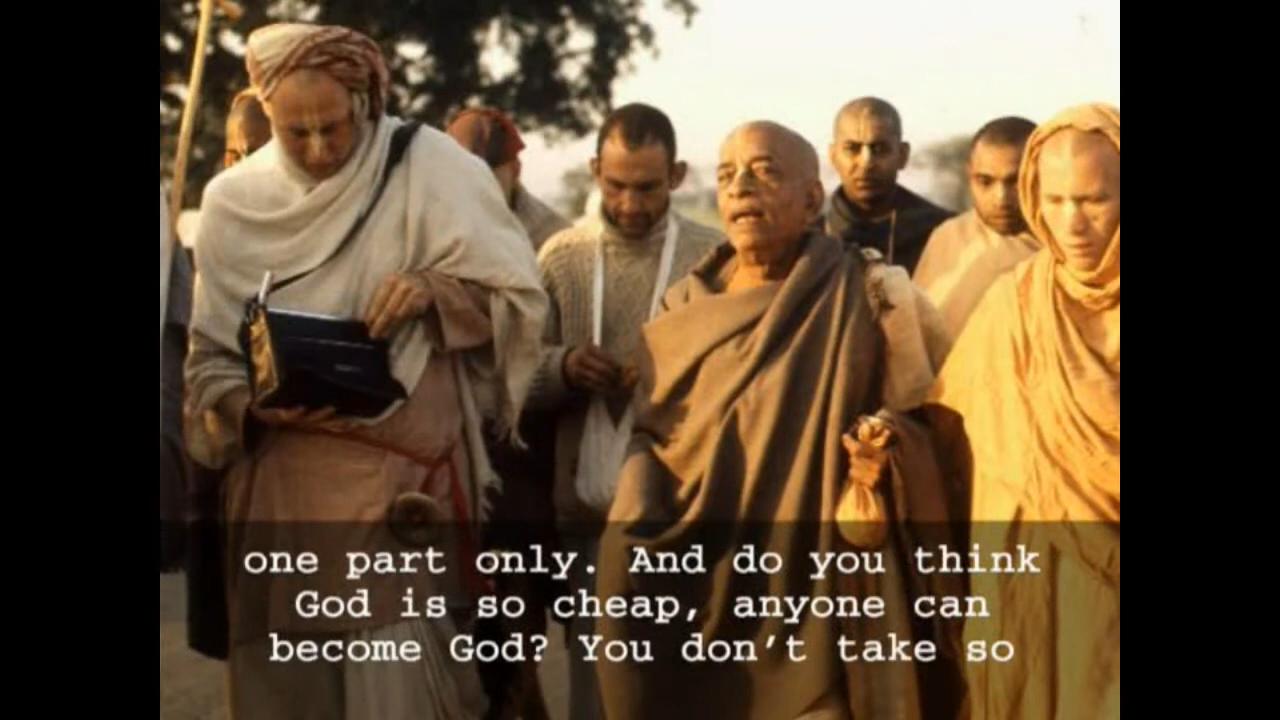 one part only. And do you think
God is so cheap, anyone can
become God? You don't take so